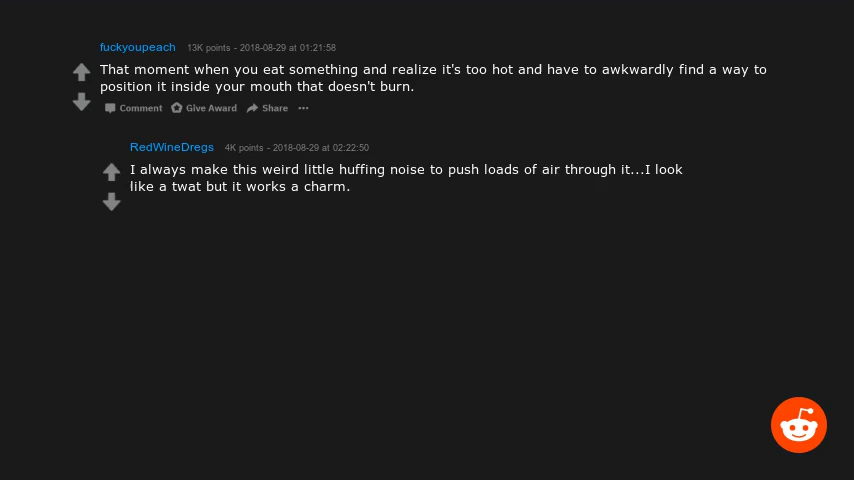 fuckyoupeach 13K points - 2018-08-29 at 01:21:58
That moment when you eat something and realize it's too hot and have to awkwardly find a way to
position it inside your mouth that doesn't burn.
Comment Give Award Share ···
RedWineDregs 4K points - 2018-08-29 at 02:22:50
I always make this weird little huffing noise to push loads of air through it...I look
like a twat but it works a charm.